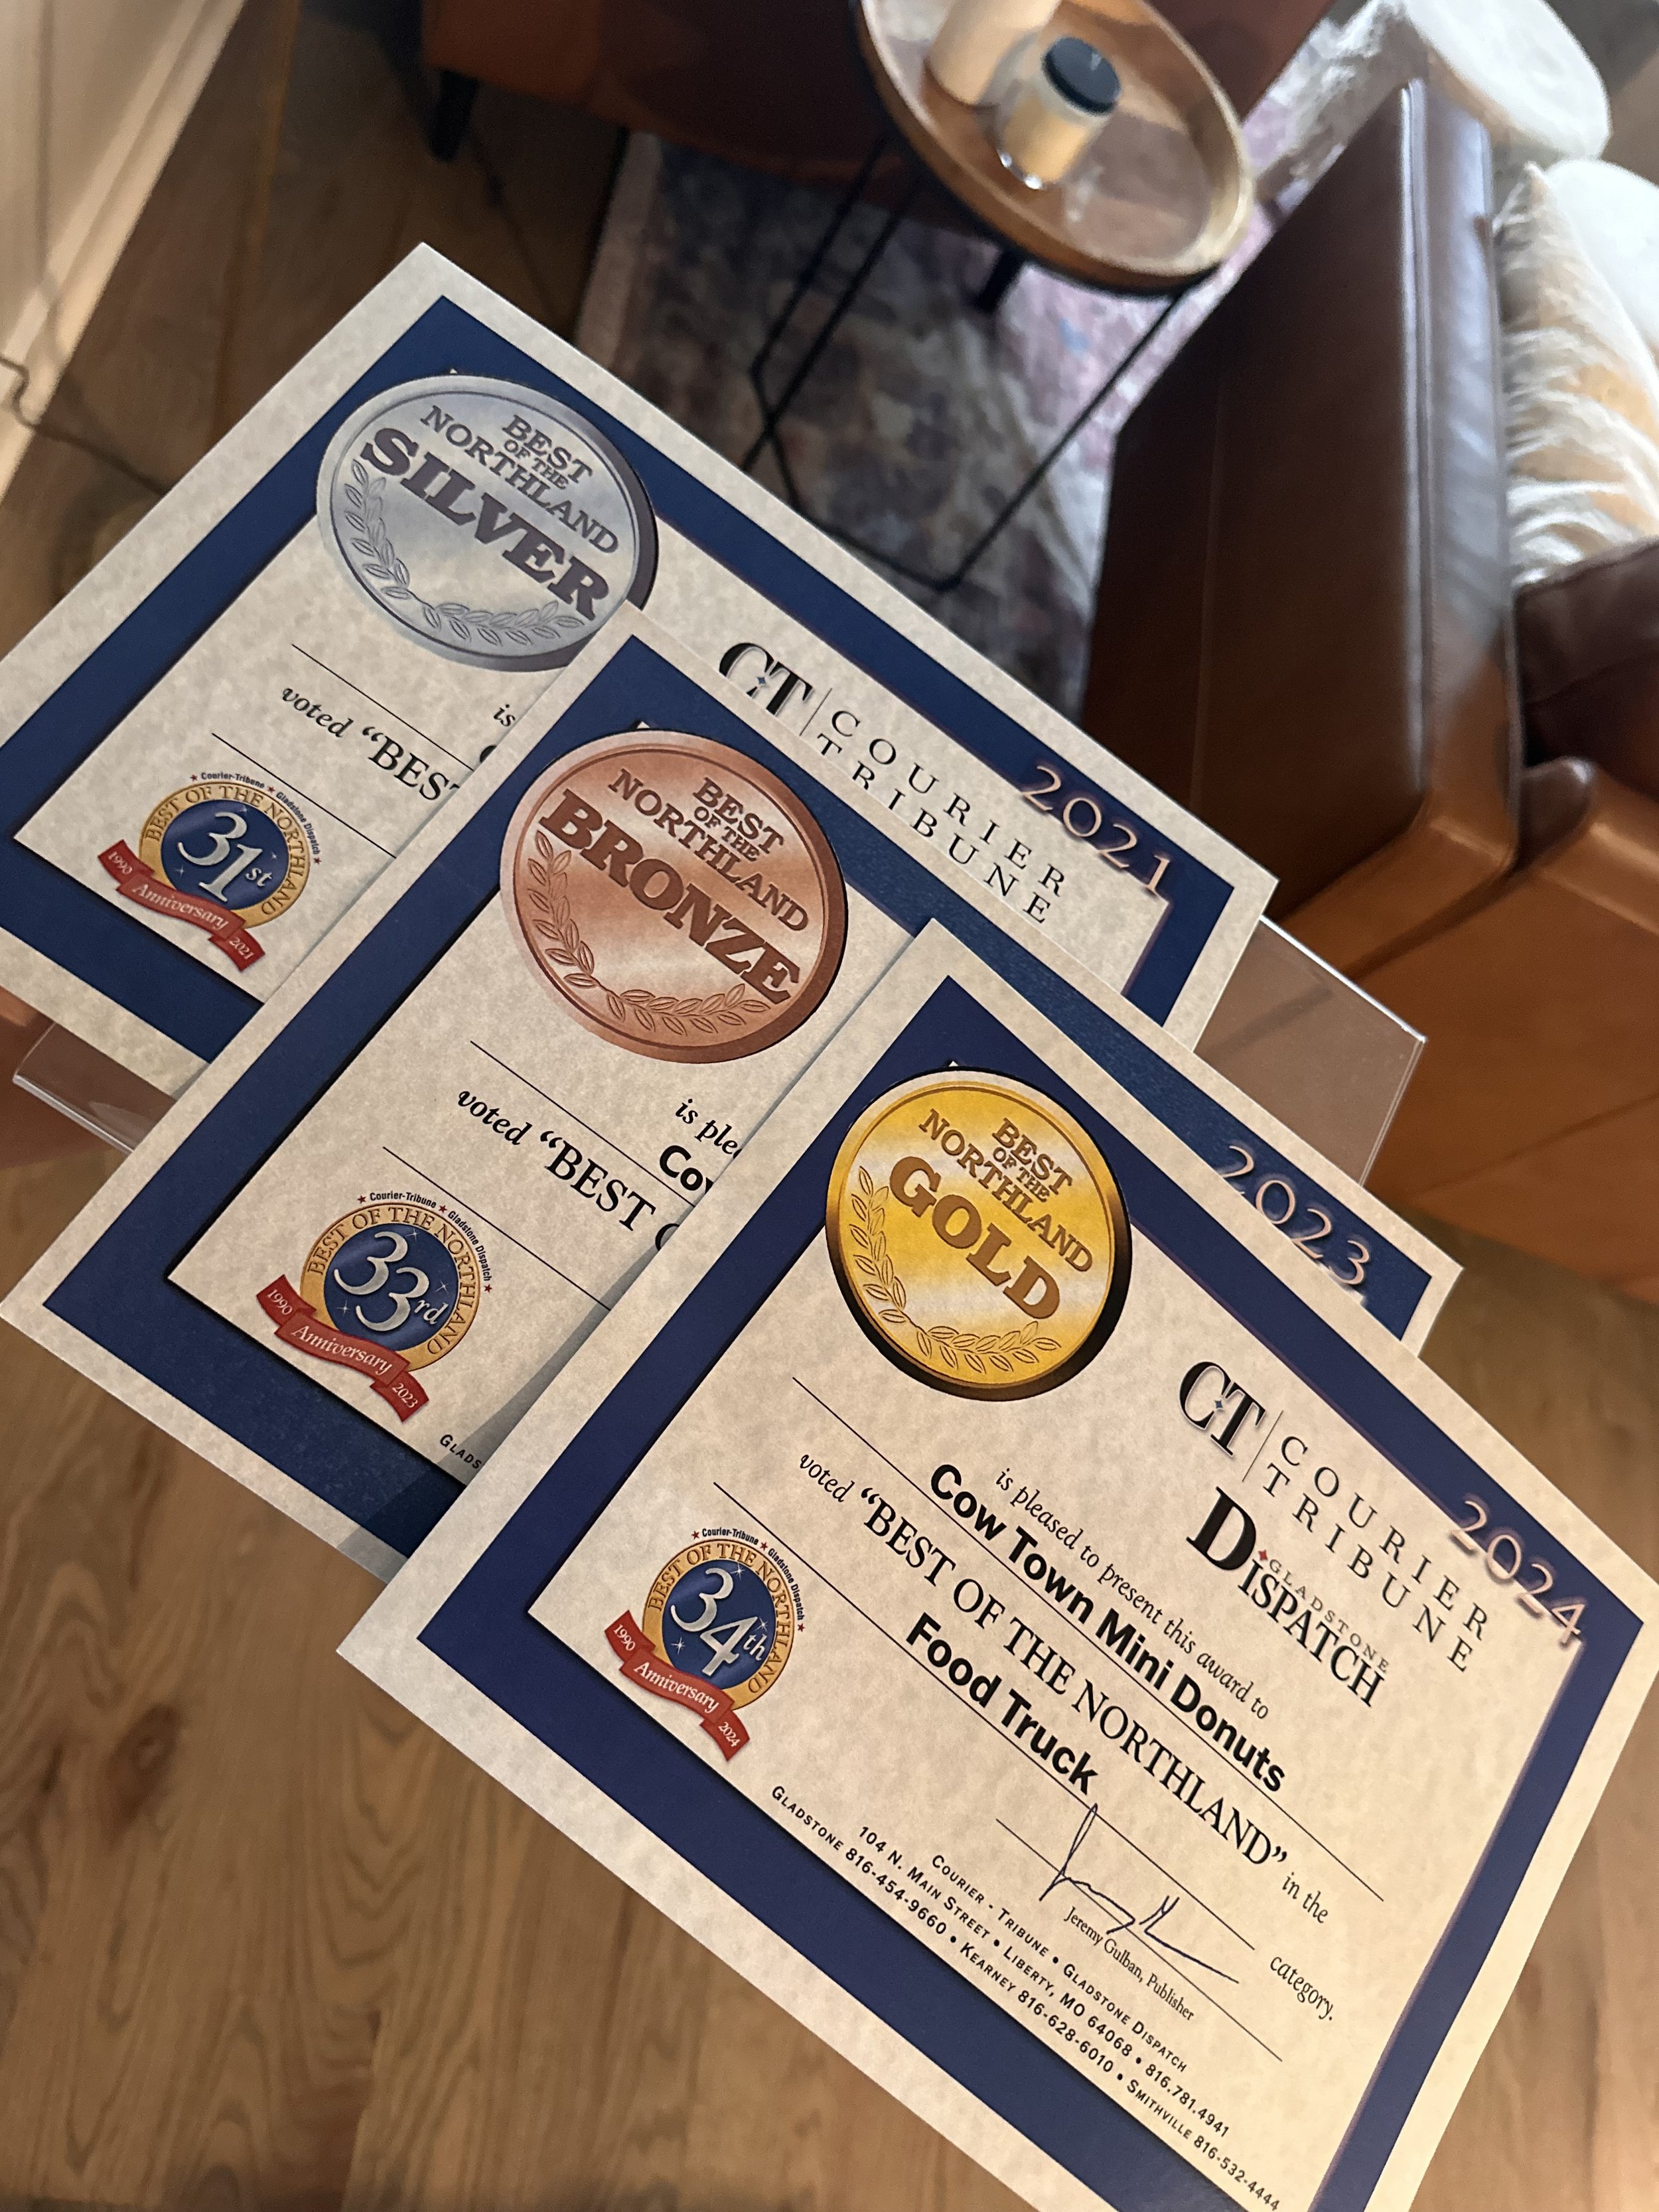 BEST
OF THE
NORTHLAND
SILVER
CT COURIER
TRIBUNE
2021
is
voted “BEST
★ Courier-Tribune ★ Gladstone Dispatch ★
BEST OF THE NORTHLAND
31st
1990 Anniversary 2021
BEST
OF THE
NORTHLAND
BRONZE
2023
is plea
Cow
voted “BEST
★ Courier-Tribune ★ Gladstone Dispatch ★
BEST OF THE NORTHLAND
33rd
1990 Anniversary 2023
GLADS
BEST
OF THE
NORTHLAND
GOLD
2024
CT COURIER
TRIBUNE
GLADSTONE
DISPATCH
is pleased to present this award to
Cow Town Mini Donuts
voted “BEST OF THE NORTHLAND” in the
Food Truck category.
★ Courier-Tribune ★ Gladstone Dispatch ★
BEST OF THE NORTHLAND
34th
1990 Anniversary 2024
Jeremy Gulban, Publisher
COURIER - TRIBUNE • GLADSTONE DISPATCH
104 N. MAIN STREET • LIBERTY, MO 64068 • 816.781.4941
GLADSTONE 816-454-9660 • KEARNEY 816-628-6010 • SMITHVILLE 816-532-4444